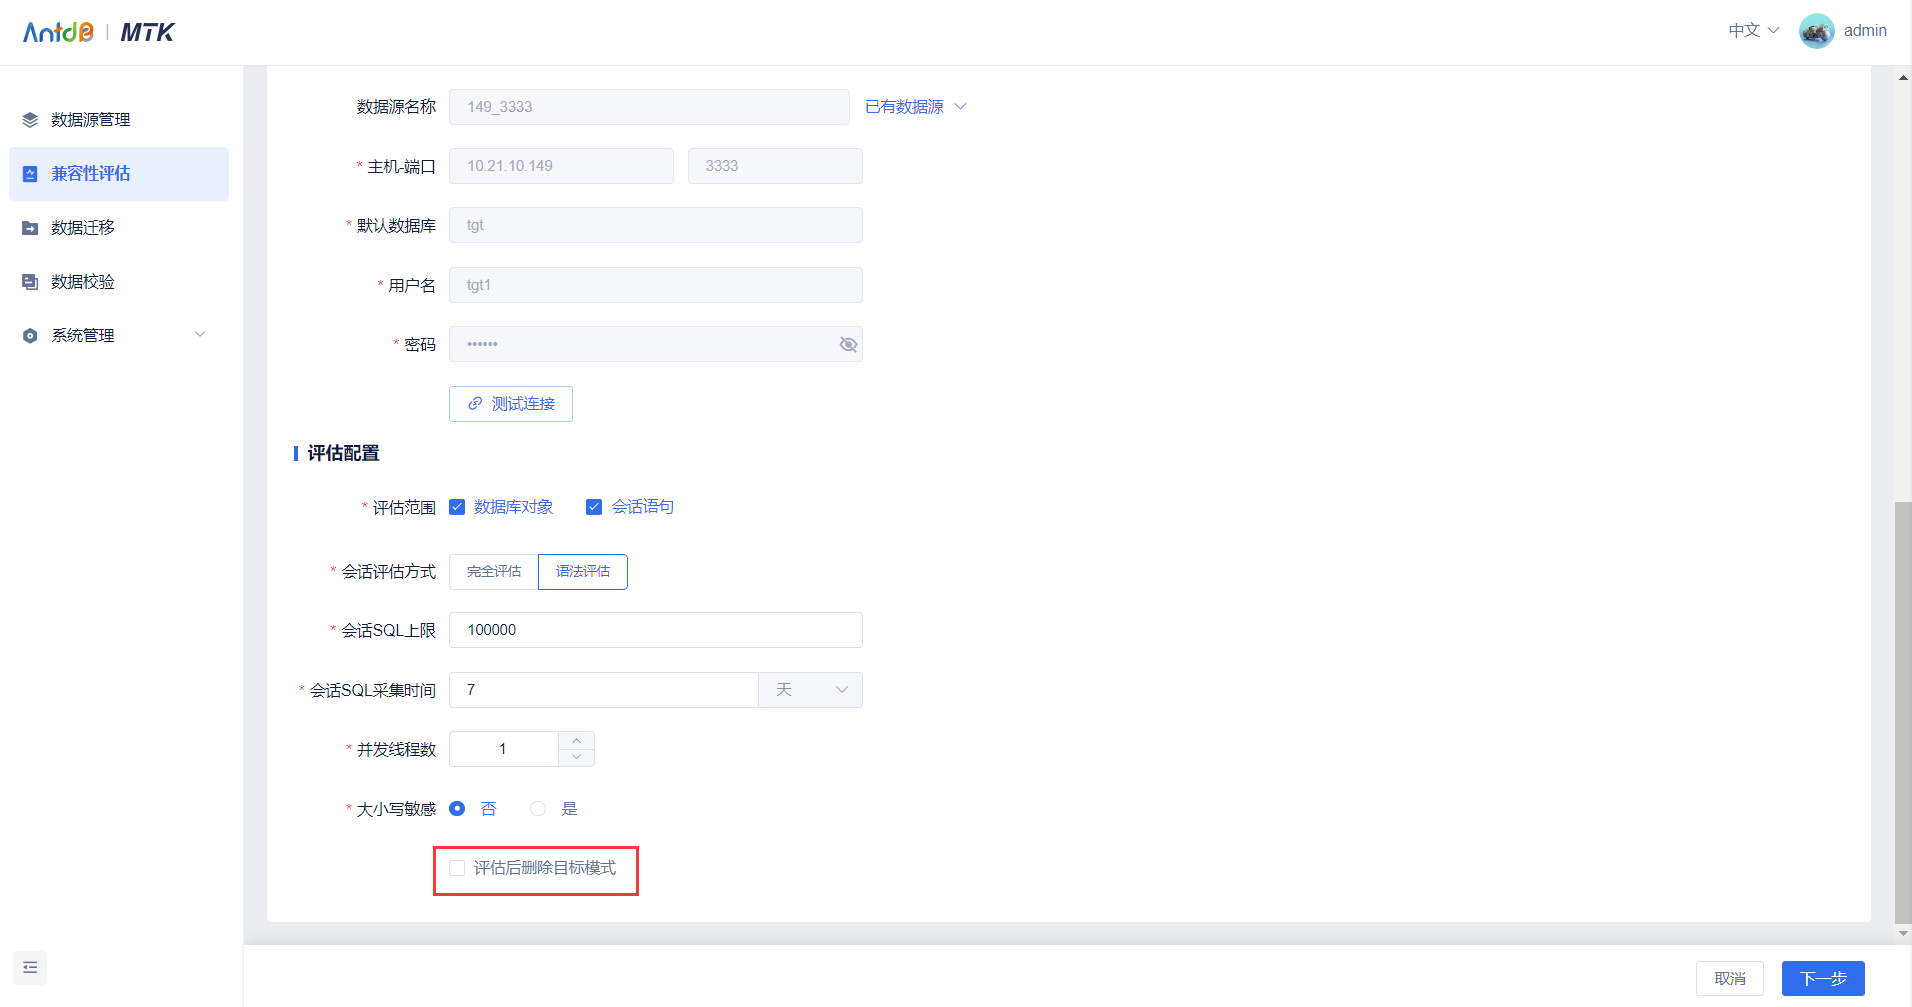 AntdB | MTK
中文
admin
数据源管理
兼容性评估
数据迁移
数据校验
系统管理
数据源名称 149_3333 已有数据源
* 主机-端口 10.21.10.149 3333
* 默认数据库 tgt
* 用户名 tgt1
* 密码 ••••••
测试连接
评估配置
* 评估范围 数据库对象 会话语句
* 会话评估方式 完全评估 语法评估
* 会话SQL上限 100000
* 会话SQL采集时间 7 天
* 并发线程数 1
* 大小写敏感 否 是
评估后删除目标模式
取消 下一步